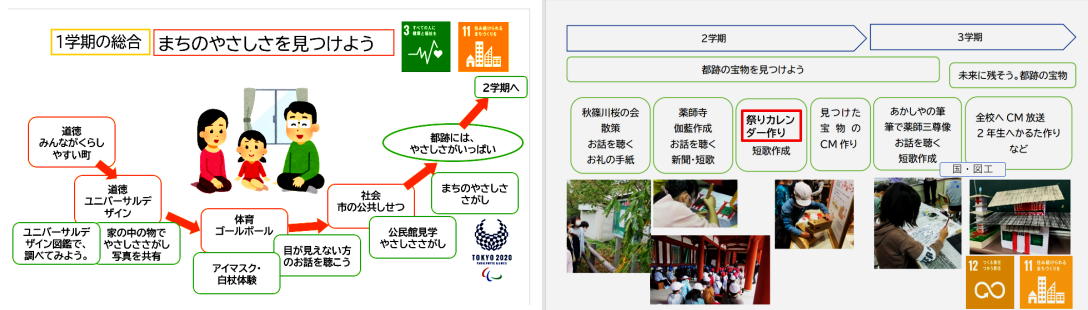 1学期の総合
まちのやさしさを見つけよう
3 すべての人に
健康と福祉を
11 住み続けられる
まちづくりを
2学期へ
都跡には、
やさしさがいっぱい
道徳
みんながくらし
やすい町
道徳
ユニバーサルデ
ザイン
ユニバーサルデ
ザイン図鑑で、
調べてみよう。
家の中の物で
やさしささがし
写真を共有
体育
ゴールボール
アイマスク・
白杖体験
目が見えない方
のお話を聴こう
社会
市の公共しせつ
公民館見学
やさしささがし
まちのやさしさ
さがし
TOKYO 2020
PARALYMPIC GAMES
2学期
3学期
都跡の宝物を見つけよう
未来に残そう。都跡の宝物
秋篠川桜の会
散策
お話を聴く
お礼の手紙
薬師寺
伽藍作成
お話を聴く
新聞・短歌
祭りカレン
ダー作り
短歌作成
見つけた
宝物の
CM作り
あかしやの筆
筆で薬師三尊像
お話を聴く
短歌作成
全校へCM放送
2年生へかるた作り
など
国・図工
12 つくる責任
つかう責任
11 住み続けられる
まちづくりを